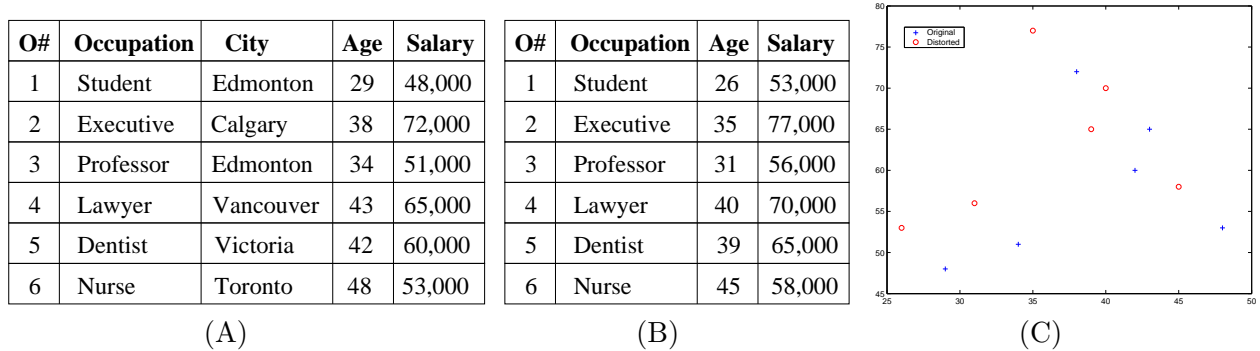 O# Occupation City Age Salary
1 Student Edmonton 29 48,000
2 Executive Calgary 38 72,000
3 Professor Edmonton 34 51,000
4 Lawyer Vancouver 43 65,000
5 Dentist Victoria 42 60,000
6 Nurse Toronto 48 53,000
(A)
O# Occupation Age Salary
1 Student 26 53,000
2 Executive 35 77,000
3 Professor 31 56,000
4 Lawyer 40 70,000
5 Dentist 39 65,000
6 Nurse 45 58,000
(B)
80
75
70
65
60
55
50
45
25 30 35 40 45 50
Original
Distorted
(C)